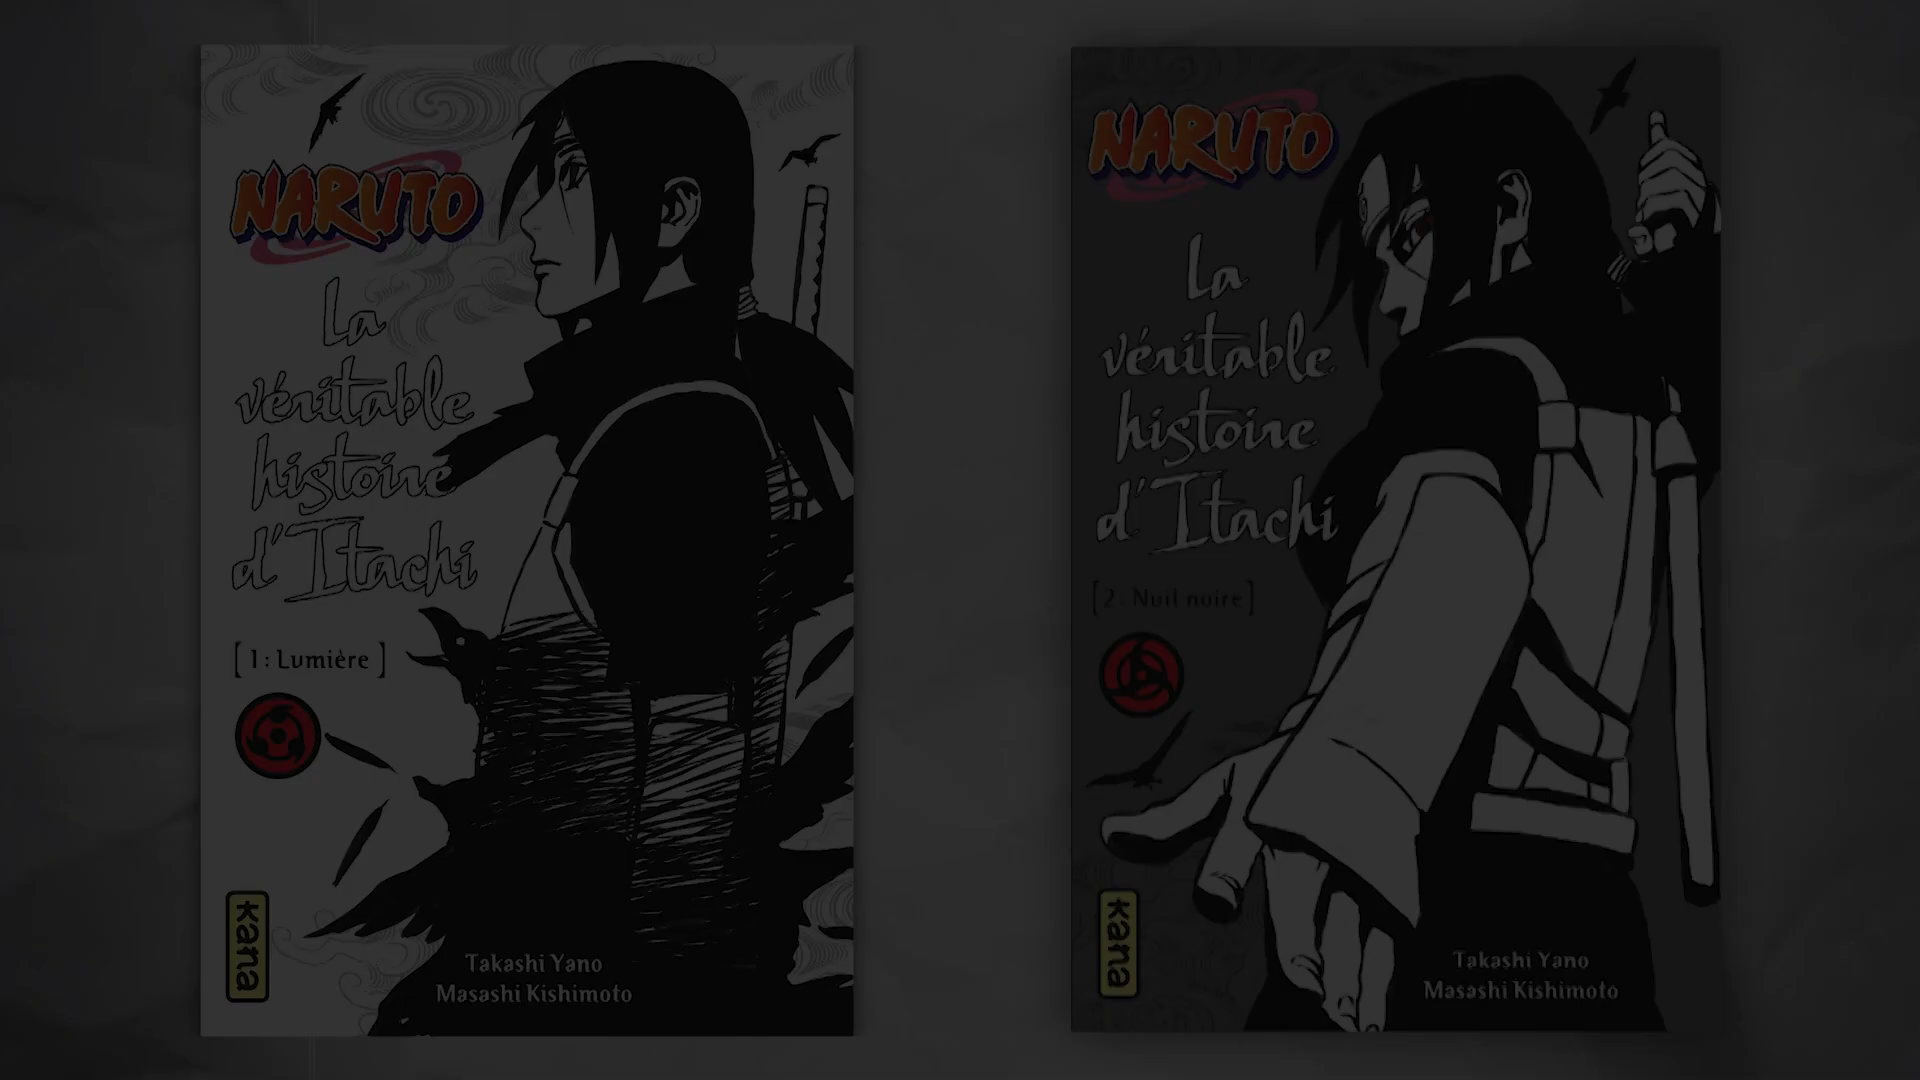 NARUTO
La
véritable
histoire
d'Itachi
[1: Lumière]
kana
Takashi Yano
Masashi Kishimoto
NARUTO
La
véritable
histoire
d'Itachi
[2- Nuit noire]
kana
Takashi Yano
Masashi Kishimoto